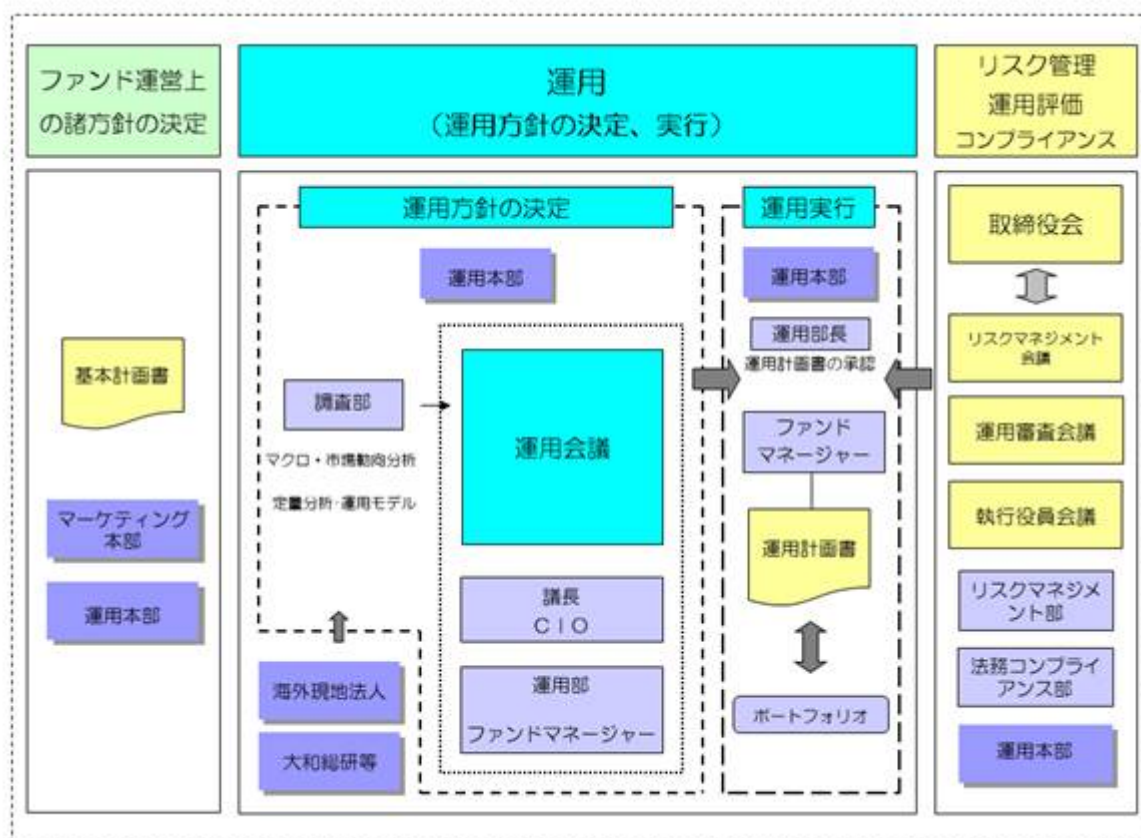 ファンド運営上
の諸方針の決定
運用
（運用方針の決定、実行）
リスク管理
運用評価
コンプライアンス
基本計画書
マーケティング
本部
運用本部
運用方針の決定
運用本部
調査部
マクロ・市場動向分析
定量分析・運用モデル
運用会議
議長
ＣＩＯ
運用部
ファンドマネージャー
海外現地法人
大和総研等
運用実行
運用本部
運用部長
運用計画書の承認
ファンド
マネージャー
運用計画書
ポートフォリオ
取締役会
リスクマネジメント
会議
運用審査会議
執行役員会議
リスクマネジメ
ント部
法務コンプライ
アンス部
運用本部